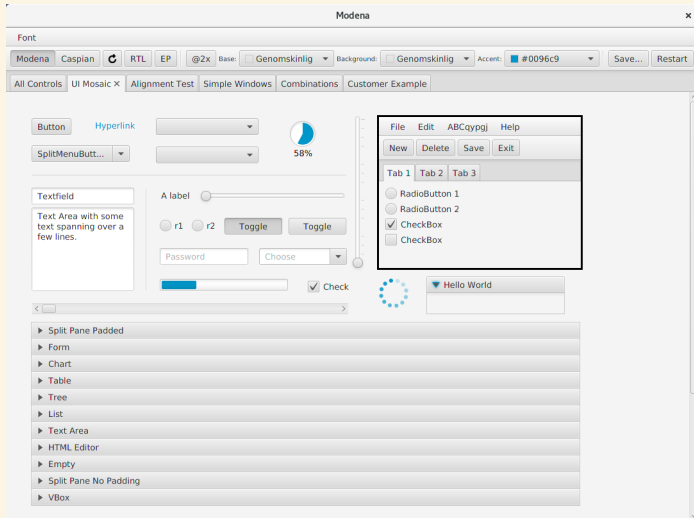 Modena ×
Font
Modena Caspian RTL EP @2x Base: Genomskinlig Background: Genomskinlig Accent: #0096c9 Save... Restart
All Controls UI Mosaic × Alignment Test Simple Windows Combinations Customer Example
Button Hyperlink
58%
SplitMenuButt...
File Edit ABCqypgj Help
New Delete Save Exit
Tab 1 Tab 2 Tab 3
RadioButton 1
RadioButton 2
CheckBox
CheckBox
Textfield
Text Area with some
text spanning over a
few lines.
A label
r1 r2 Toggle Toggle
Password Choose
Check
Hello World
Split Pane Padded
Form
Chart
Table
Tree
List
Text Area
HTML Editor
Empty
Split Pane No Padding
VBox